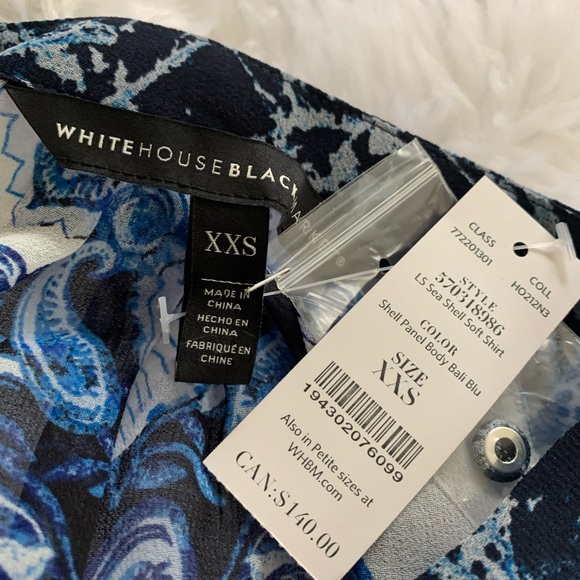 WHITEHOUSEBLACKMARKET®
XXS
MADE IN
CHINA
HECHO EN
CHINA
FABRIQUÉ EN
CHINE
CLASS
772201301
COLL
HO212N3
STYLE
570318986
LS Sea Shell Soft Shirt
COLOR
Shell Panel Body Bali Blu
SIZE
XXS
194302076099
Also in Petite sizes at
WHBM.com
CAN:$140.00